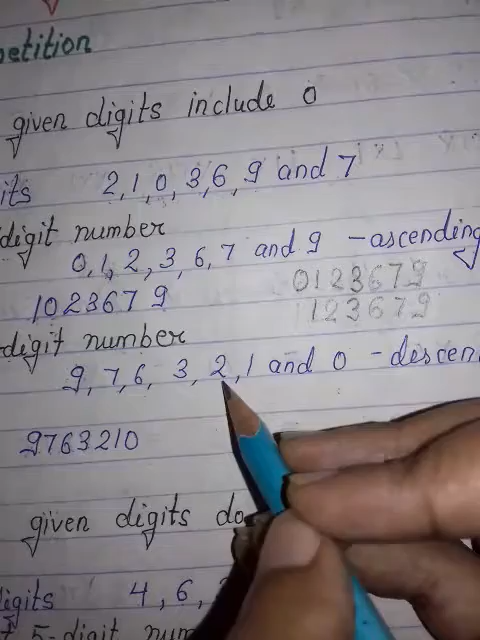 petition
given digits include 0
its 2, 1, 0, 3, 6, 9 and 7
digit number
0, 1, 2, 3, 6, 7 and 9 - ascending
0123679
1023679
123679
-digit number
9, 7, 6, 3, 2, 1 and 0 - descen
9763210
given digits do
digits 4, 6,
5-digit num